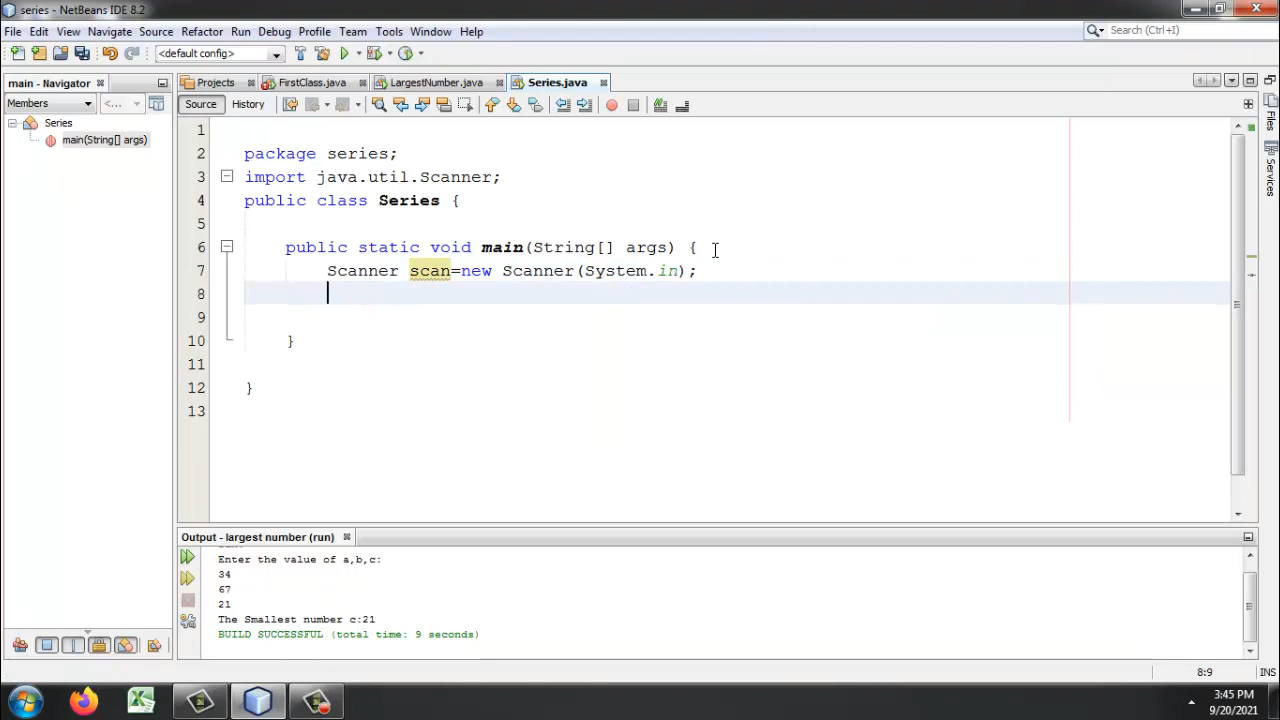 series - NetBeans IDE 8.2
File Edit View Navigate Source Refactor Run Debug Profile Team Tools Window Help
Search (Ctrl+I)
<default config>
main - Navigator
Projects FirstClass.java LargestNumber.java Series.java
Members <...
Source History
Series
main(String[] args)
Files
Services
1
2 package series;
3 import java.util.Scanner;
4 public class Series {
5
6 public static void main(String[] args) {
7 Scanner scan=new Scanner(System.in);
8
9
10 }
11
12 }
13
Output - largest number (run)
Enter the value of a,b,c:
34
67
21
The Smallest number c:21
BUILD SUCCESSFUL (total time: 9 seconds)
8:9 INS
3:45 PM
9/20/2021